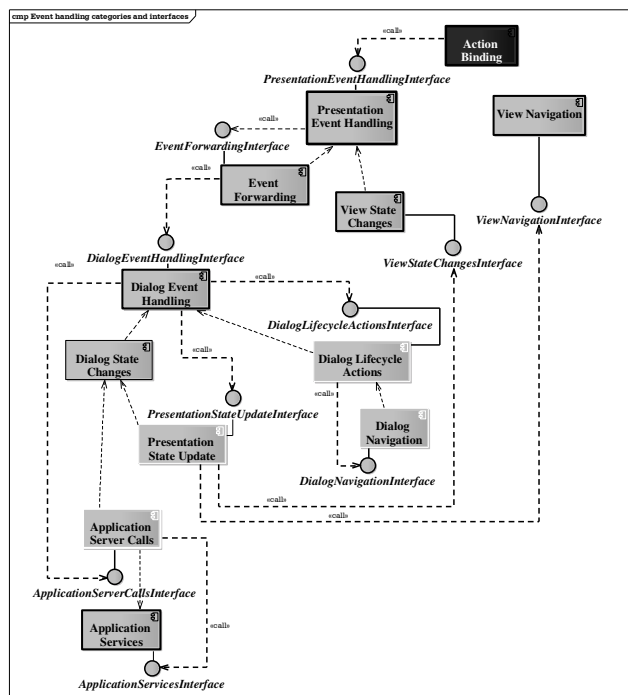 cmp Event handling categories and interfaces
«call»
Action
Binding
PresentationEventHandlingInterface
Presentation
Event Handling
View Navigation
«call»
EventForwardingInterface
«call»
Event
Forwarding
View State
Changes
ViewNavigationInterface
DialogEventHandlingInterface
ViewStateChangesInterface
«call»
«call»
Dialog Event
Handling
DialogLifecycleActionsInterface
«call»
Dialog State
Changes
Dialog Lifecycle
Actions
«call»
PresentationStateUpdateInterface
Dialog
Navigation
Presentation
State Update
DialogNavigationInterface
«call»
«call»
Application
Server Calls
ApplicationServerCallsInterface
Application
Services
«call»
ApplicationServicesInterface